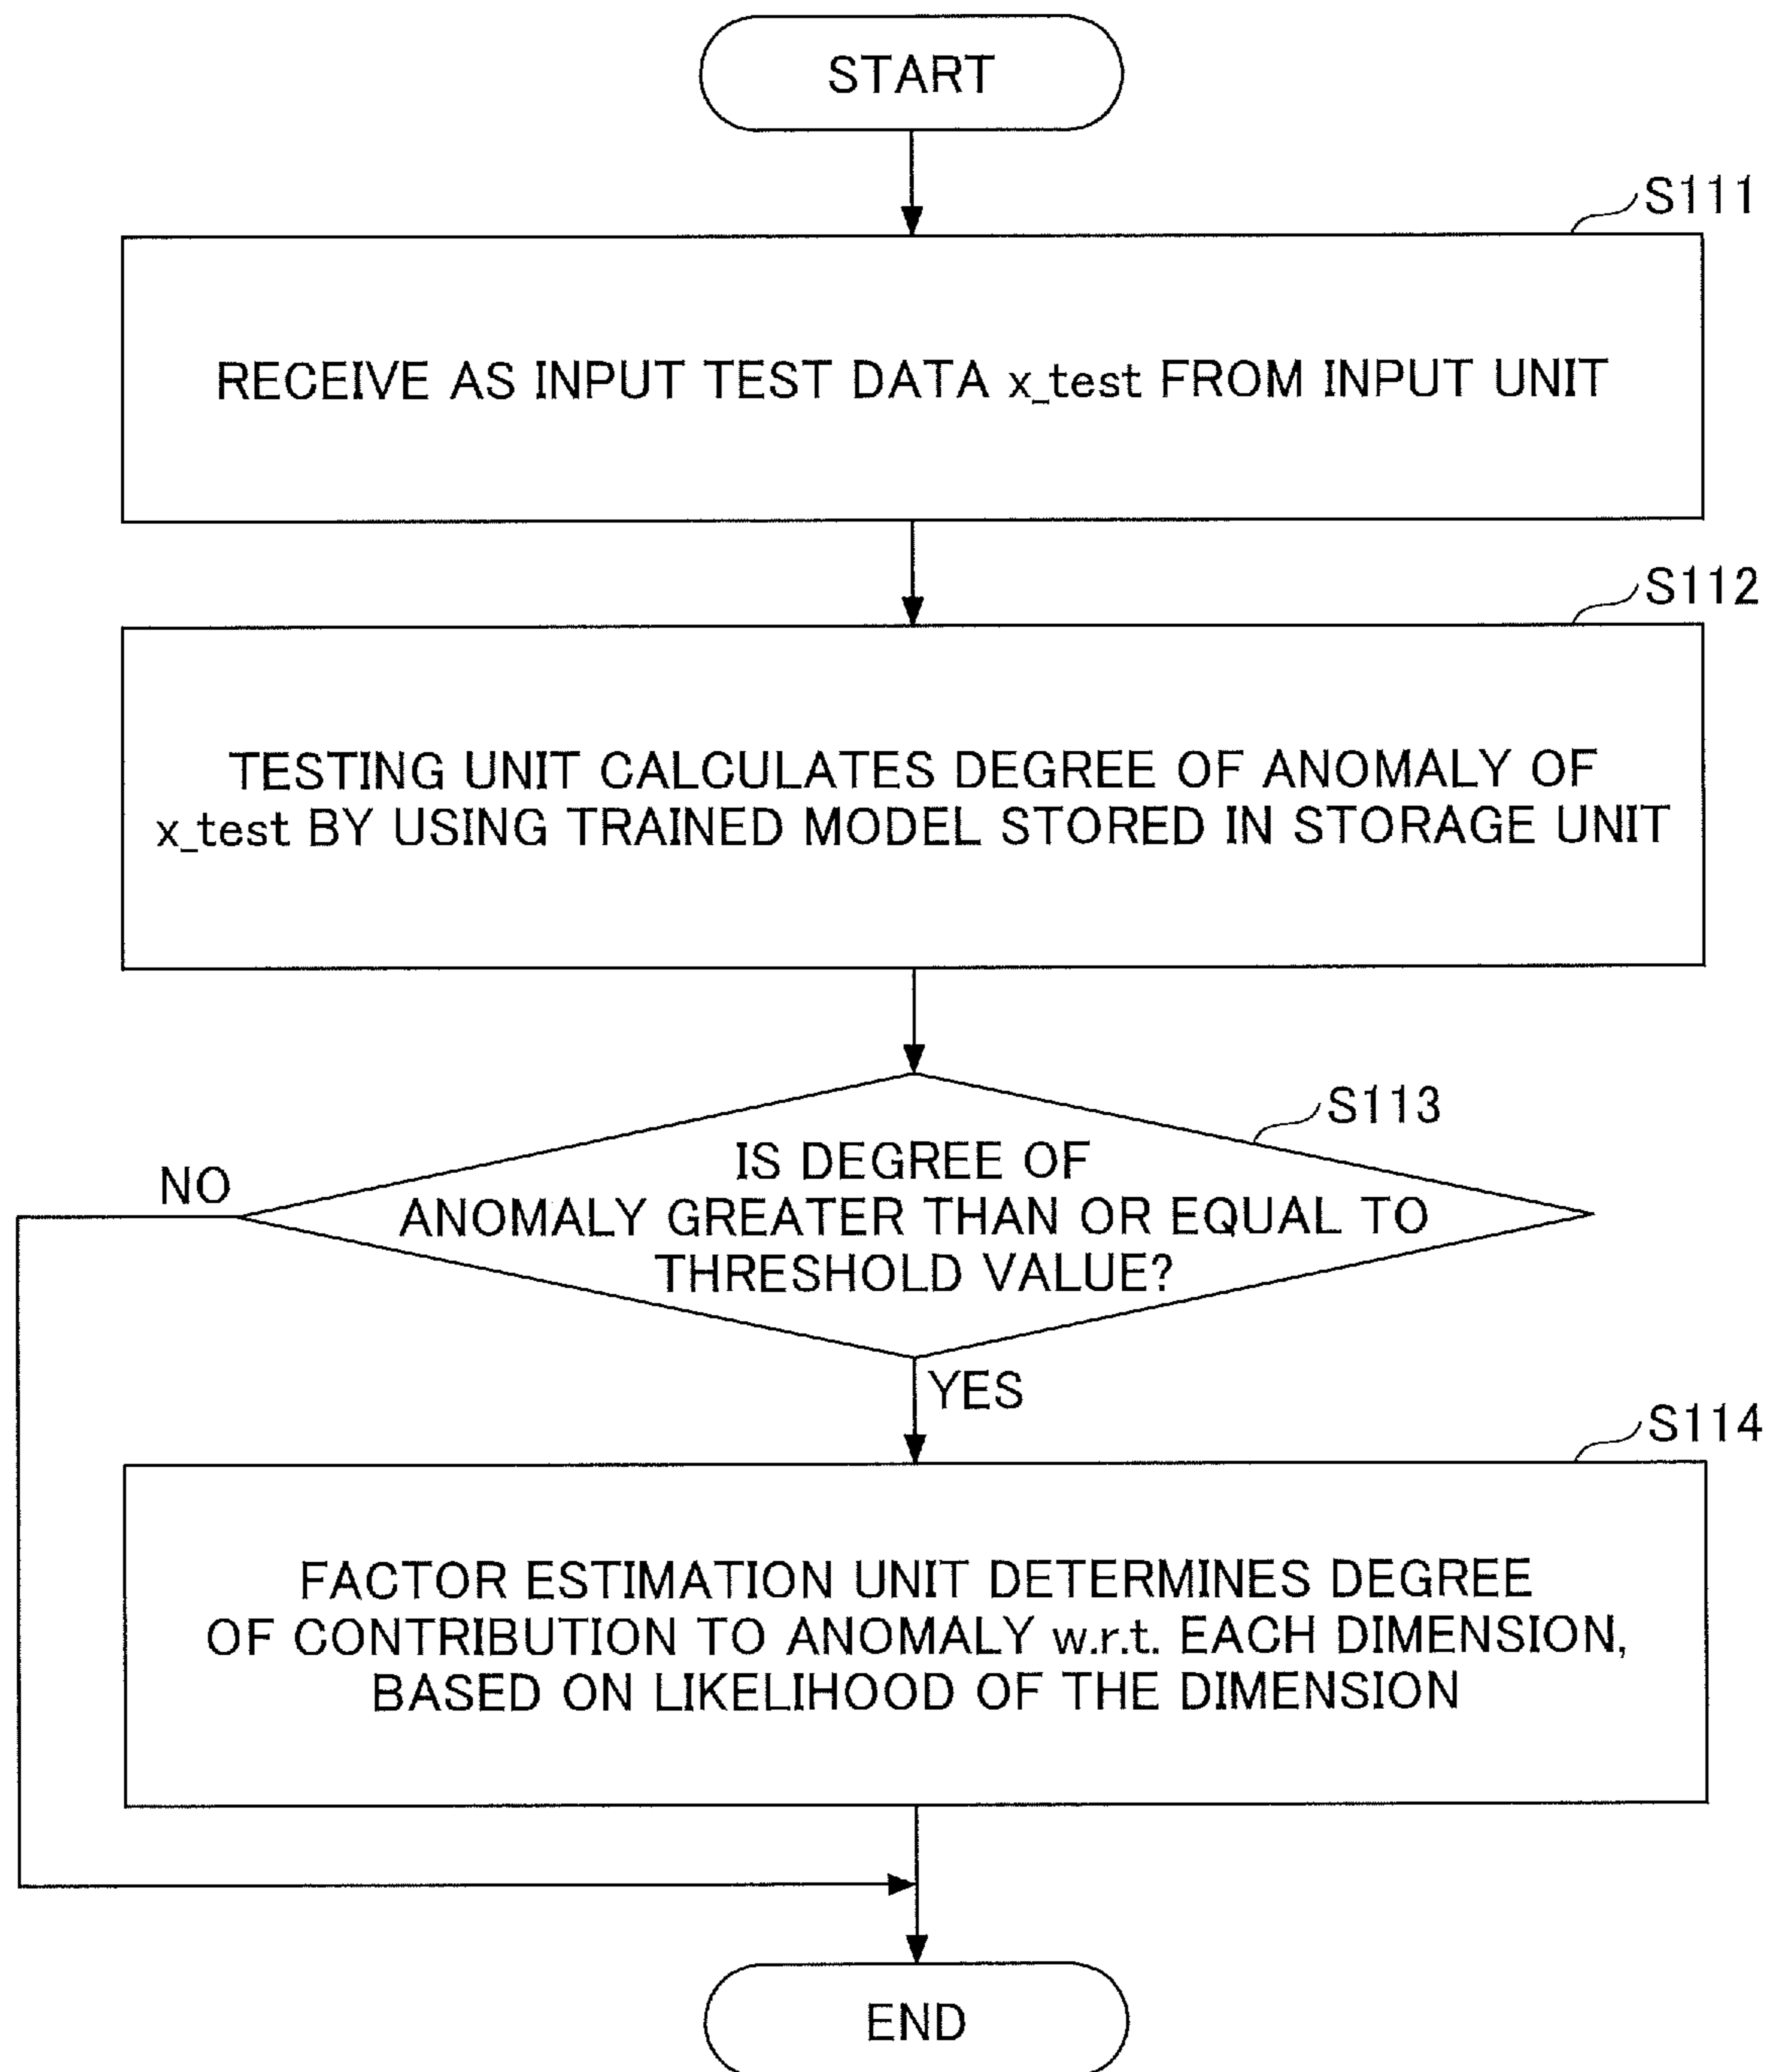 START
S111
RECEIVE AS INPUT TEST DATA x_test FROM INPUT UNIT
S112
TESTING UNIT CALCULATES DEGREE OF ANOMALY OF
x_test BY USING TRAINED MODEL STORED IN STORAGE UNIT
S113
IS DEGREE OF
ANOMALY GREATER THAN OR EQUAL TO
THRESHOLD VALUE?
NO
YES
S114
FACTOR ESTIMATION UNIT DETERMINES DEGREE
OF CONTRIBUTION TO ANOMALY w.r.t. EACH DIMENSION,
BASED ON LIKELIHOOD OF THE DIMENSION
END